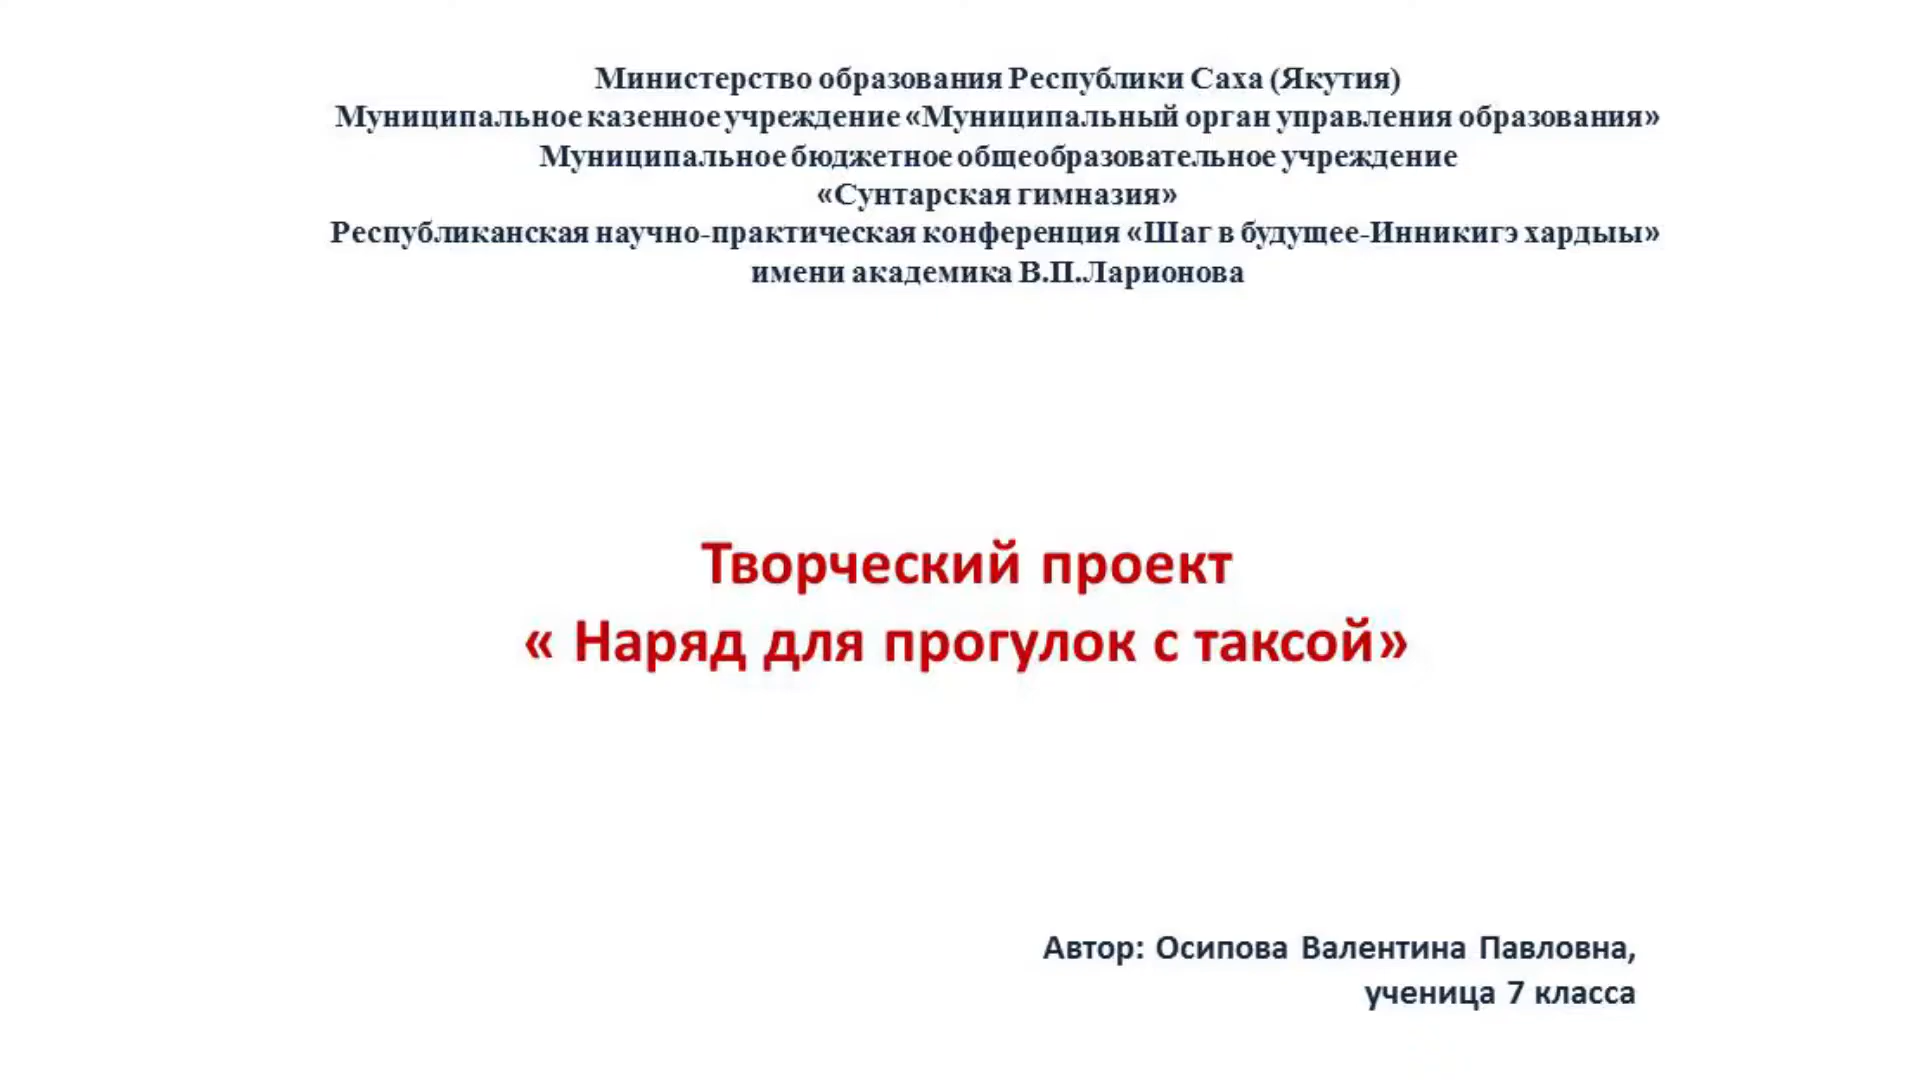 Министерство образования Республики Саха (Якутия)
Муниципальное казенное учреждение «Муниципальный орган управления образования»
Муниципальное бюджетное общеобразовательное учреждение
«Сунтарская гимназия»
Республиканская научно-практическая конференция «Шаг в будущее-Инникигэ хардыы»
имени академика В.П.Ларионова
Творческий проект
« Наряд для прогулок с таксой»
Автор: Осипова Валентина Павловна,
ученица 7 класса